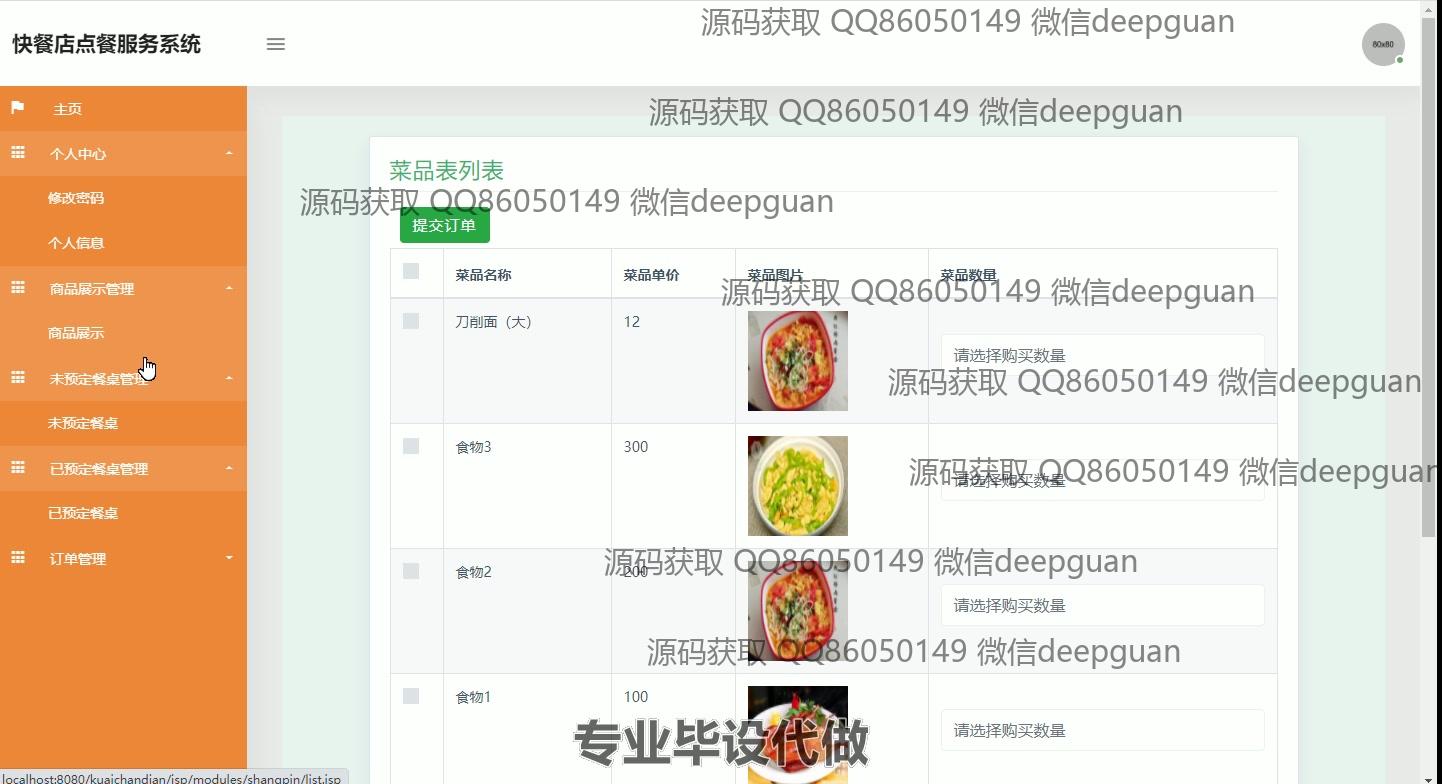 快餐店点餐服务系统
源码获取 QQ86050149 微信deepguan
60x60
主页
源码获取 QQ86050149 微信deepguan
个人中心
菜品表列表
修改密码
源码获取 QQ86050149 微信deepguan
提交订单
个人信息
菜品名称 菜品单价 菜品图片 菜品数量
商品展示管理
源码获取 QQ86050149 微信deepguan
刀削面（大） 12
商品展示
请选择购买数量
未预定餐桌管理
源码获取 QQ86050149 微信deepguan
未预定餐桌
食物3 300
已预定餐桌管理
源码获取 QQ86050149 微信deepguan
请选择购买数量
已预定餐桌
订单管理
源码获取 QQ86050149 微信deepguan
食物2 200
请选择购买数量
源码获取 QQ86050149 微信deepguan
食物1 100
请选择购买数量
专业毕设代做
localhost:8080/kuaichandian/jsp/modules/shangpin/list.jsp